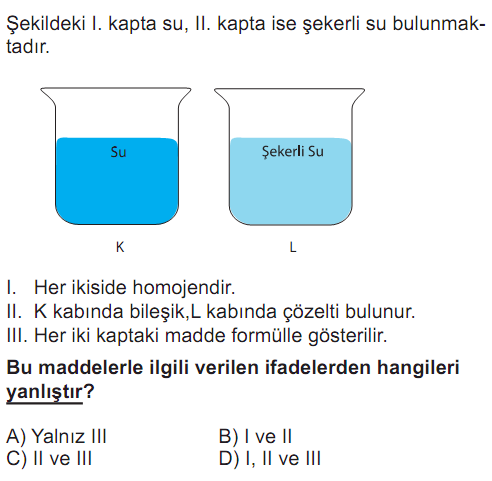 Şekildeki I. kapta su, II. kapta ise şekerli su bulunmak-
tadır.
Su
Şekerli Su
K
L
I. Her ikiside homojendir.
II. K kabında bileşik,L kabında çözelti bulunur.
III. Her iki kaptaki madde formülle gösterilir.
Bu maddelerle ilgili verilen ifadelerden hangileri
yanlıştır?
A) Yalnız III
B) I ve II
C) II ve III
D) I, II ve III